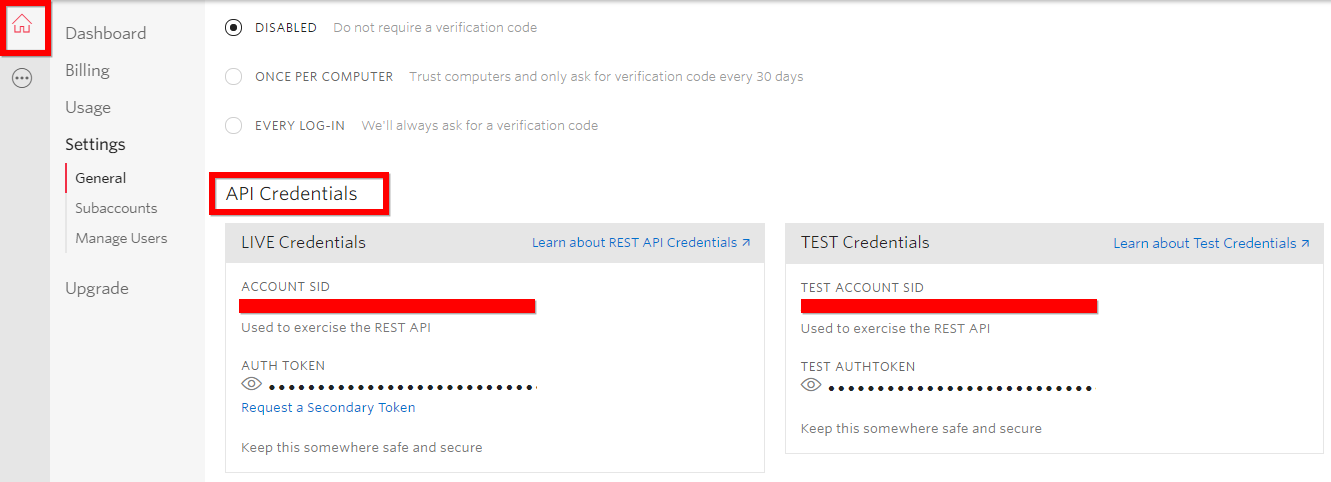 Dashboard
Billing
Usage
Settings
General
Subaccounts
Manage Users
Upgrade
DISABLED Do not require a verification code
ONCE PER COMPUTER Trust computers and only ask for verification code every 30 days
EVERY LOG-IN We'll always ask for a verification code
API Credentials
LIVE Credentials Learn about REST API Credentials
ACCOUNT SID
Used to exercise the REST API
AUTH TOKEN
Request a Secondary Token
Keep this somewhere safe and secure
TEST Credentials Learn about Test Credentials
TEST ACCOUNT SID
Used to exercise the REST API
TEST AUTHTOKEN
Keep this somewhere safe and secure